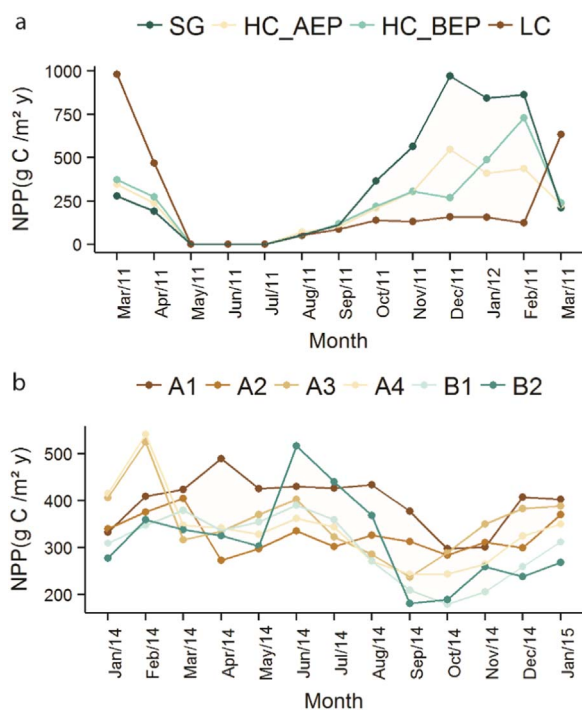 a
SG HC_AEP HC_BEP LC
1000
750
500
250
0
NPP(g C /m² y)
Mar/11 Apr/11 May/11 Jun/11 Jul/11 Aug/11 Sep/11 Oct/11 Nov/11 Dec/11 Jan/12 Feb/11 Mar/11
Month
b
A1 A2 A3 A4 B1 B2
500
400
300
200
NPP(g C /m² y)
Jan/14 Feb/14 Mar/14 Apr/14 May/14 Jun/14 Jul/14 Aug/14 Sep/14 Oct/14 Nov/14 Dec/14 Jan/15
Month